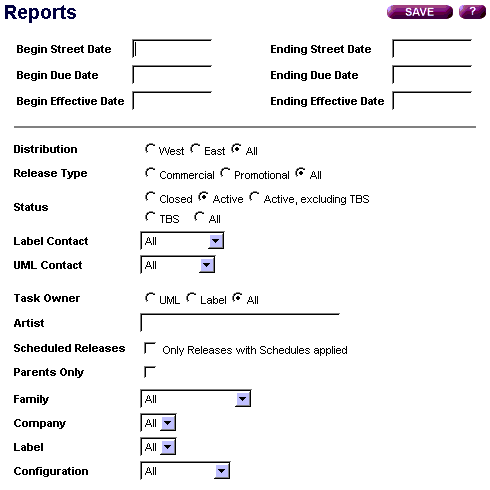 Reports SAVE ?
Begin Street Date Ending Street Date
Begin Due Date Ending Due Date
Begin Effective Date Ending Effective Date
Distribution West East All
Release Type Commercial Promotional All
Status Closed Active Active, excluding TBS
TBS All
Label Contact All
UML Contact All
Task Owner UML Label All
Artist
Scheduled Releases Only Releases with Schedules applied
Parents Only
Family All
Company All
Label All
Configuration All